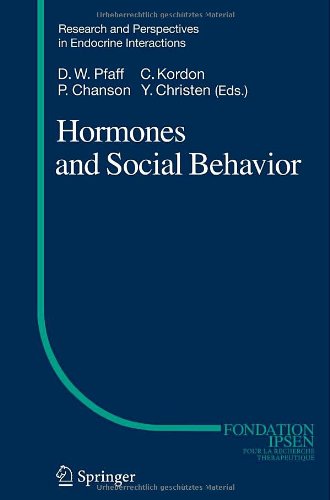 Urheberrechtlich geschütztes Material
Research and Perspectives
in Endocrine Interactions
D. W. Pfaff C. Kordon
P. Chanson Y. Christen (Eds.)
Hormones
and Social Behavior
FONDATION
IPSEN
POUR LA RECHERCHE
THERAPEUTIQUE
Springer
Urheberrechtlich geschütztes Material